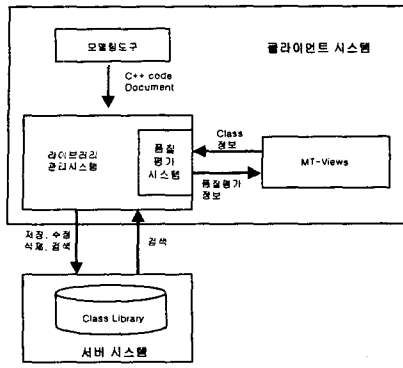 모델링도구
클라이언트 시스템
C++ code
Document
라이브러리
관리시스템
품질
평가
시스템
Class
정보
MT-Views
품질평가
정보
저장, 수정
삭제, 검색
검색
Class Library
서버 시스템